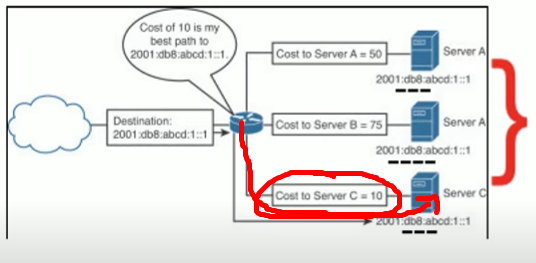 Cost of 10 is my
best path to
2001:db8:abcd:1::1.
Cost to Server A = 50
Server A
2001:db8:abcd:1::1
Destination:
2001:db8:abcd:1::1
Cost to Server B = 75
Server A
2001:db8:abcd:1::1
Cost to Server C = 10
Server C
2001:db8:abcd:1::1